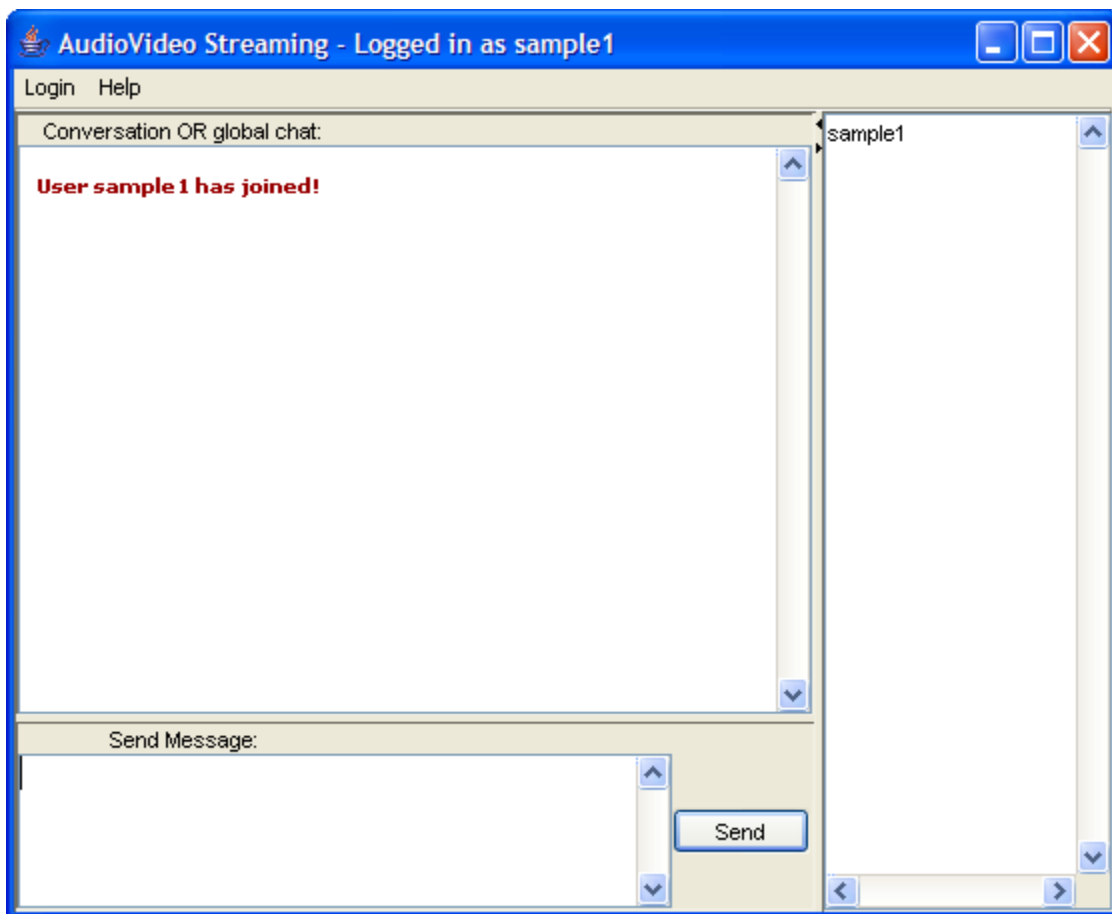 AudioVideo Streaming - Logged in as sample1
Login Help
Conversation OR global chat:
sample1
User sample1 has joined!
Send Message:
Send